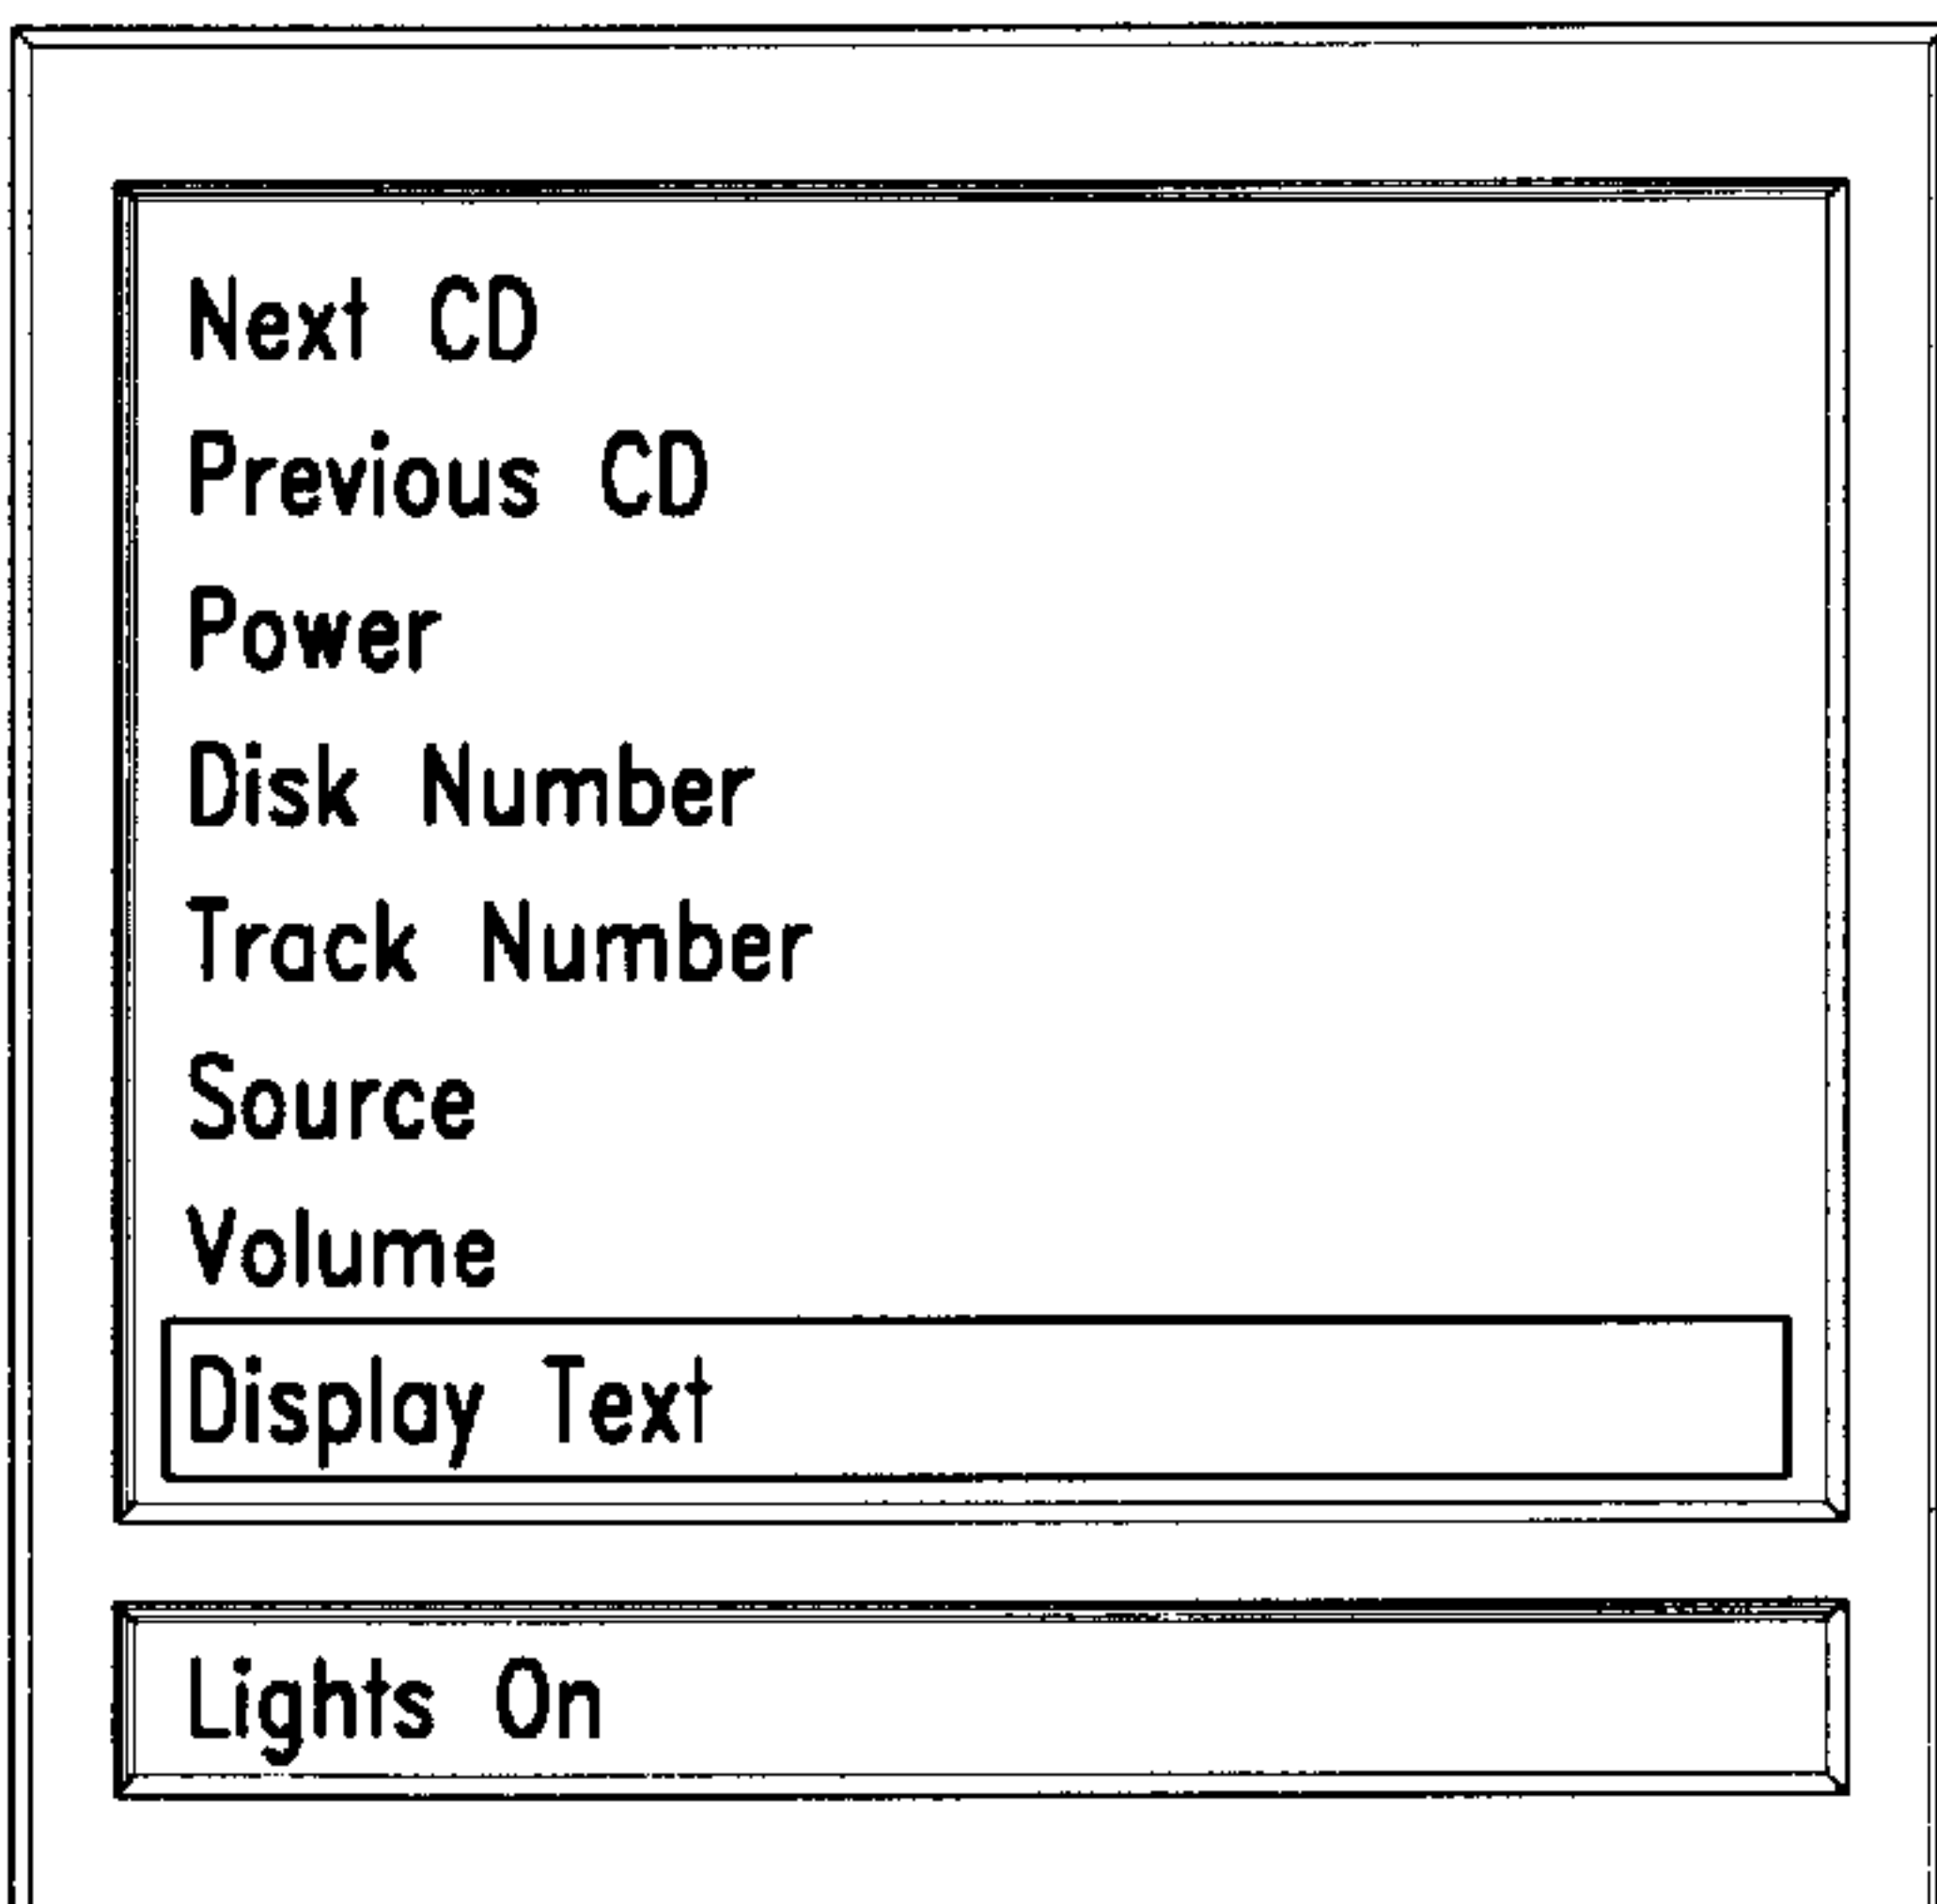 Next CD
Previous CD
Power
Disk Number
Track Number
Source
Volume
Display Text
Lights On